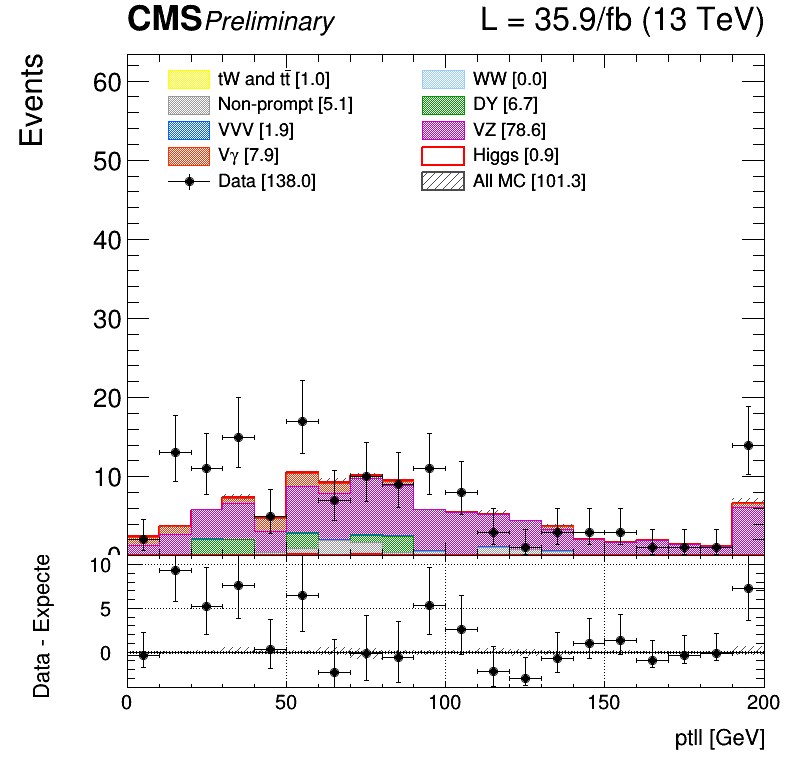 CMS Preliminary L = 35.9/fb (13 TeV)
Events
60
50
40
30
20
10
0
tW and tt̄ [1.0]
WW [0.0]
Non-prompt [5.1]
DY [6.7]
VVV [1.9]
VZ [78.6]
Vγ [7.9]
Higgs [0.9]
Data [138.0]
All MC [101.3]
Data - Expecte
10
5
0
0 50 100 150 200
ptll [GeV]